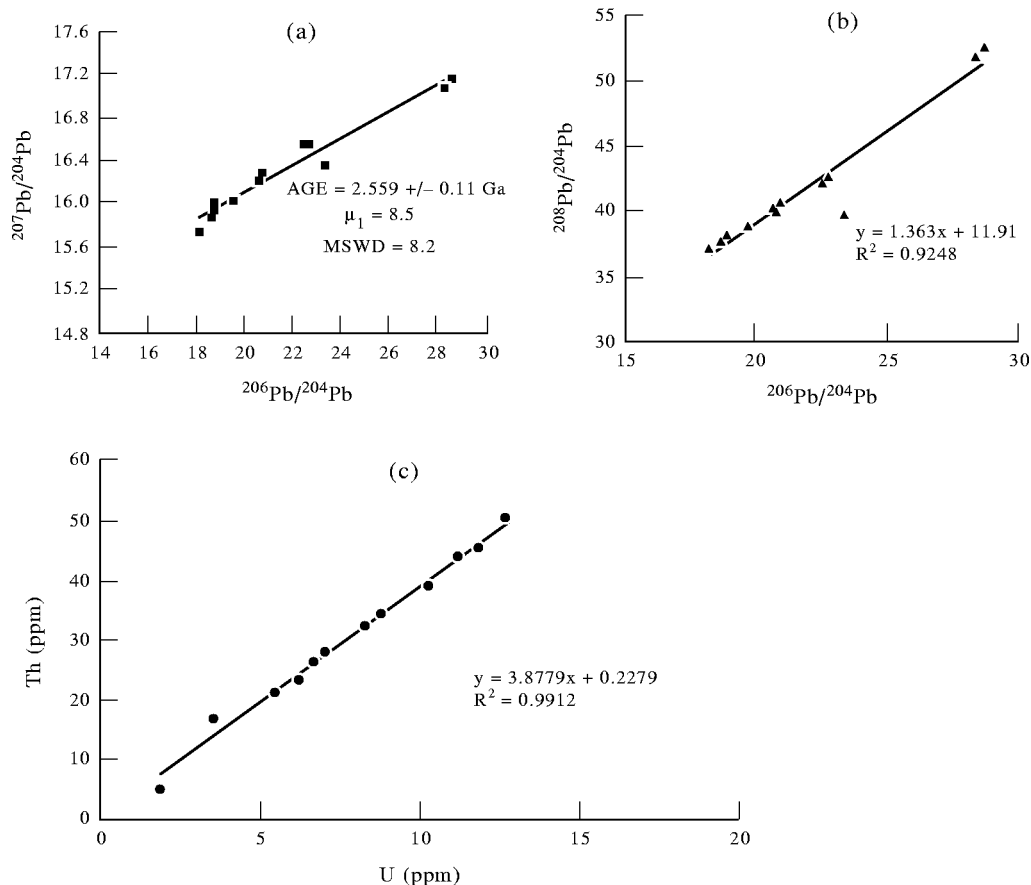 (a)
17.6
17.2
16.8
16.4
16.0
15.6
15.2
14.8
²⁰⁷Pb/²⁰⁴Pb
AGE = 2.559 +/– 0.11 Ga
μ₁ = 8.5
MSWD = 8.2
14 16 18 20 22 24 26 28 30
²⁰⁶Pb/²⁰⁴Pb
(b)
55
50
45
40
35
30
²⁰⁸Pb/²⁰⁴Pb
y = 1.363x + 11.91
R² = 0.9248
15 20 25 30
²⁰⁶Pb/²⁰⁴Pb
(c)
60
50
40
30
20
10
0
Th (ppm)
y = 3.8779x + 0.2279
R² = 0.9912
0 5 10 15 20
U (ppm)